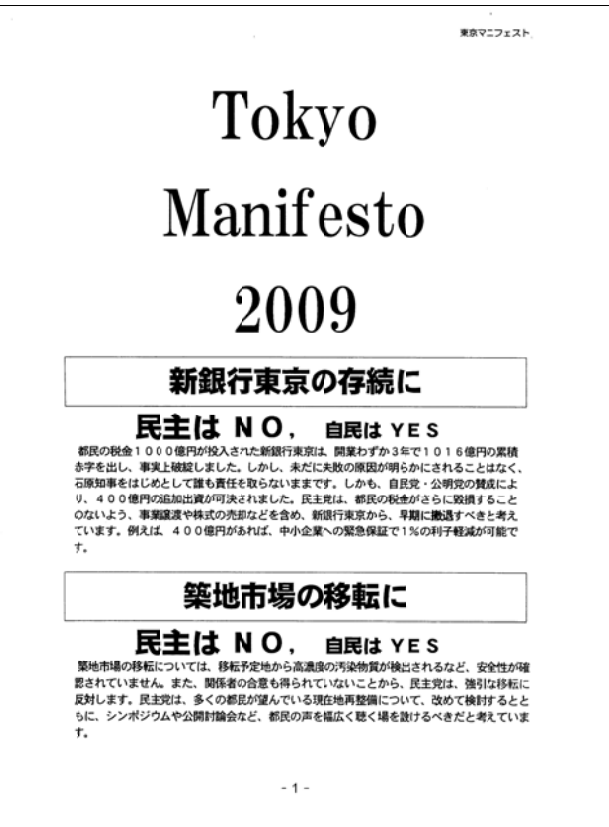 東京マニフェスト
Tokyo
Manifesto
2009
新銀行東京の存続に
民主は NO, 自民は YES
都民の税金1000億円が投入された新銀行東京は、開業わずか3年で1016億円の累積
赤字を出し、事実上破綻しました。しかし、未だに失敗の原因が明らかにされることはなく、
石原知事をはじめとして誰も責任を取らないままです。しかも、自民党・公明党の賛成によ
り、400億円の追加出資が可決されました。民主党は、都民の税金がさらに毀損すること
のないよう、事業譲渡や株式の売却などを含め、新銀行東京から、早期に撤退すべきと考え
ています。例えば、400億円があれば、中小企業への緊急保証で1%の利子軽減が可能で
す。
築地市場の移転に
民主は NO, 自民は YES
築地市場の移転については、移転予定地から高濃度の汚染物質が検出されるなど、安全性が確
認されていません。また、関係者の合意も得られていないことから、民主党は、強引な移転に
反対します。民主党は、多くの都民が望んでいる現在地再整備について、改めて検討するとと
もに、シンポジウムや公開討論会など、都民の声を幅広く聴く場を設けるべきだと考えていま
す。
- 1 -